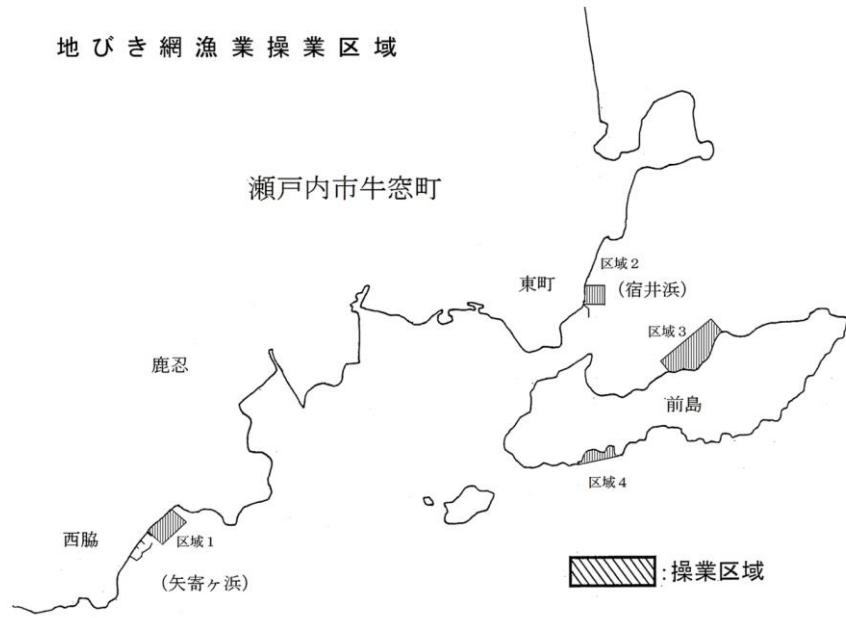 地びき網漁業操業区域
瀬戸内市牛窓町
区域２
東町
(宿井浜)
区域３
鹿忍
前島
区域４
西脇
区域１
(矢寄ヶ浜)
:操業区域